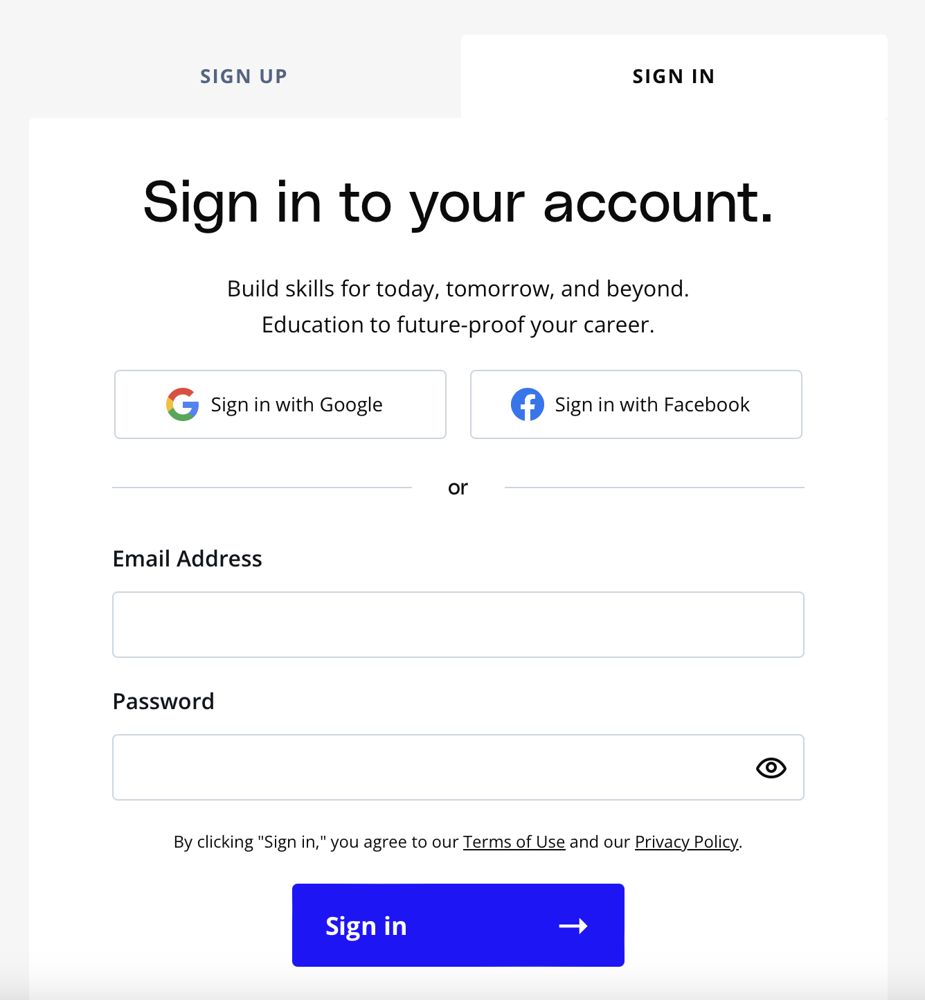 SIGN UP
SIGN IN
Sign in to your account.
Build skills for today, tomorrow, and beyond.
Education to future-proof your career.
Sign in with Google
Sign in with Facebook
or
Email Address
Password
By clicking "Sign in," you agree to our Terms of Use and our Privacy Policy.
Sign in